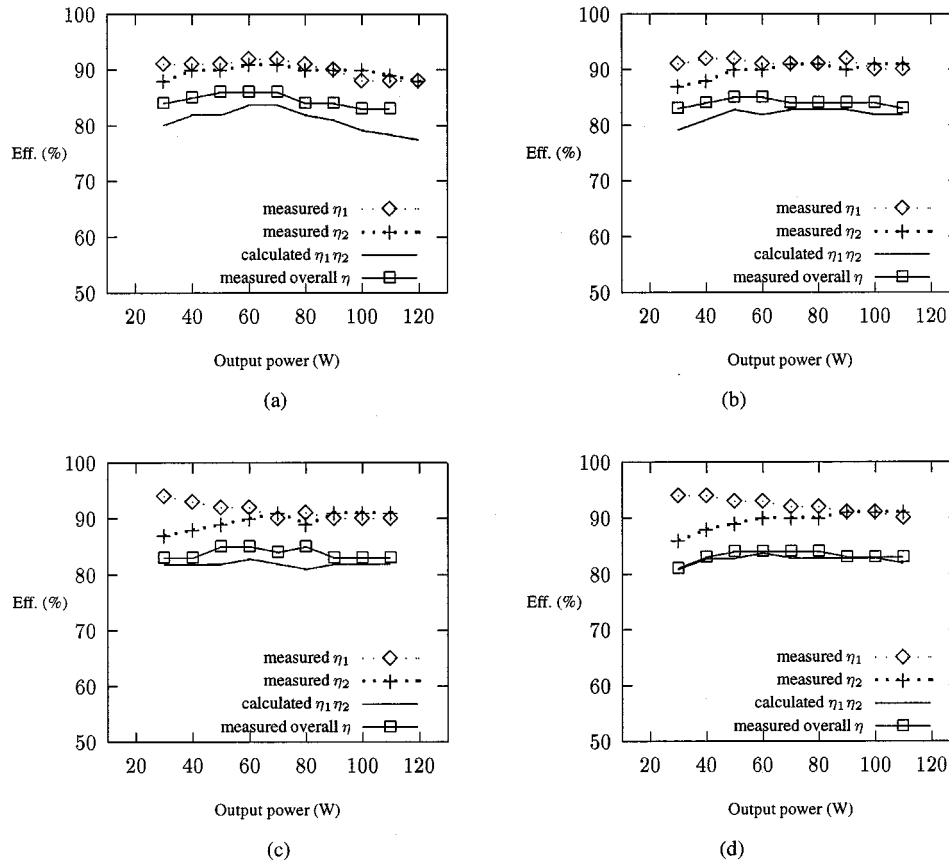 100
90
80
Eff. (%)
70
60
50
measured η1
measured η2
calculated η1η2
measured overall η
20 40 60 80 100 120
Output power (W)
(a)
100
90
80
Eff. (%)
70
60
50
measured η1
measured η2
calculated η1η2
measured overall η
20 40 60 80 100 120
Output power (W)
(b)
100
90
80
Eff. (%)
70
60
50
measured η1
measured η2
calculated η1η2
measured overall η
20 40 60 80 100 120
Output power (W)
(c)
100
90
80
Eff. (%)
70
60
50
measured η1
measured η2
calculated η1η2
measured overall η
20 40 60 80 100 120
Output power (W)
(d)